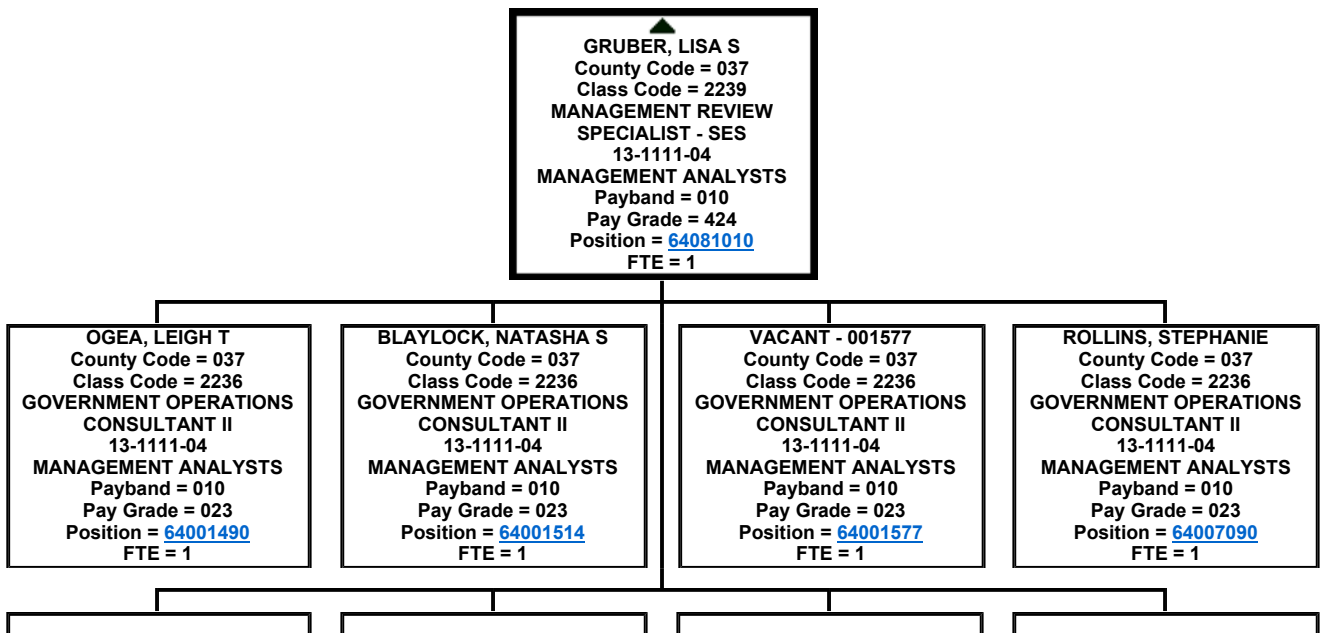 GRUBER, LISA S
County Code = 037
Class Code = 2239
MANAGEMENT REVIEW
SPECIALIST - SES
13-1111-04
MANAGEMENT ANALYSTS
Payband = 010
Pay Grade = 424
Position = 64081010
FTE = 1
OGEA, LEIGH T
County Code = 037
Class Code = 2236
GOVERNMENT OPERATIONS
CONSULTANT II
13-1111-04
MANAGEMENT ANALYSTS
Payband = 010
Pay Grade = 023
Position = 64001490
FTE = 1
BLAYLOCK, NATASHA S
County Code = 037
Class Code = 2236
GOVERNMENT OPERATIONS
CONSULTANT II
13-1111-04
MANAGEMENT ANALYSTS
Payband = 010
Pay Grade = 023
Position = 64001514
FTE = 1
VACANT - 001577
County Code = 037
Class Code = 2236
GOVERNMENT OPERATIONS
CONSULTANT II
13-1111-04
MANAGEMENT ANALYSTS
Payband = 010
Pay Grade = 023
Position = 64001577
FTE = 1
ROLLINS, STEPHANIE
County Code = 037
Class Code = 2236
GOVERNMENT OPERATIONS
CONSULTANT II
13-1111-04
MANAGEMENT ANALYSTS
Payband = 010
Pay Grade = 023
Position = 64007090
FTE = 1